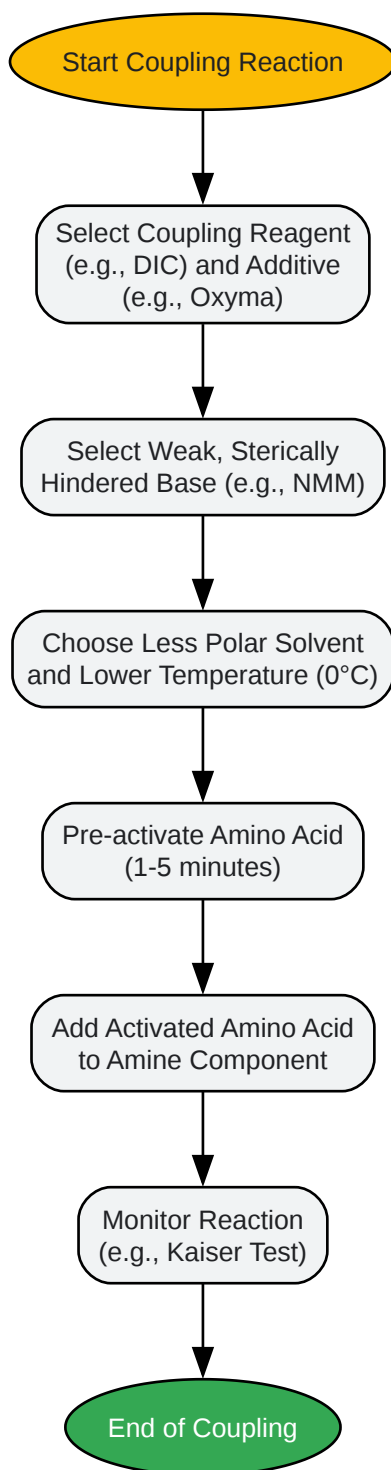 Start Coupling Reaction
Select Coupling Reagent
(e.g., DIC) and Additive
(e.g., Oxyma)
Select Weak, Sterically
Hindered Base (e.g., NMM)
Choose Less Polar Solvent
and Lower Temperature (0°C)
Pre-activate Amino Acid
(1-5 minutes)
Add Activated Amino Acid
to Amine Component
Monitor Reaction
(e.g., Kaiser Test)
End of Coupling